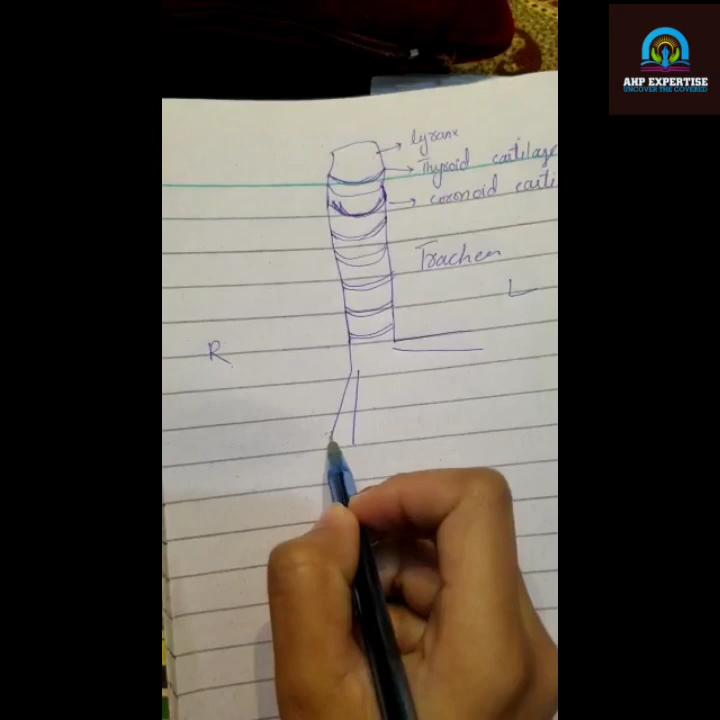 AHP EXPERTISE
UNCOVER THE COVERED
lyranx
Thyroid cartilage
coronoid carti
Trachea
L
R